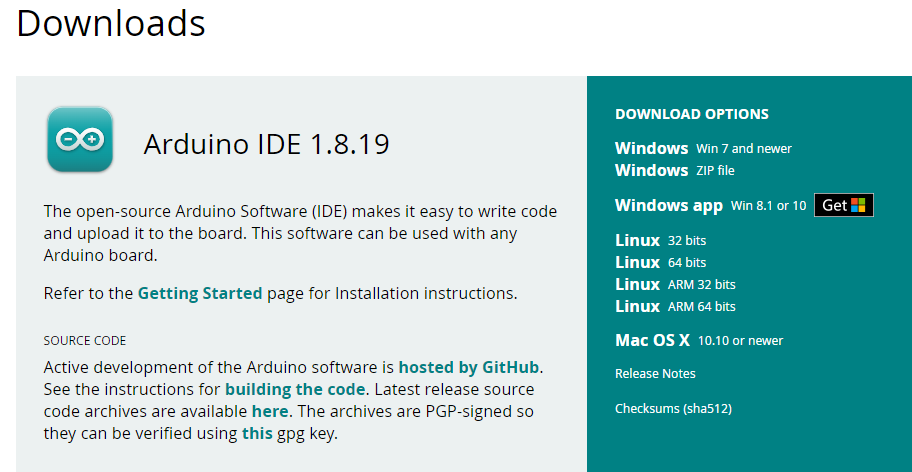 Downloads
Arduino IDE 1.8.19
The open-source Arduino Software (IDE) makes it easy to write code
and upload it to the board. This software can be used with any
Arduino board.
Refer to the Getting Started page for Installation instructions.
SOURCE CODE
Active development of the Arduino software is hosted by GitHub.
See the instructions for building the code. Latest release source
code archives are available here. The archives are PGP-signed so
they can be verified using this gpg key.
DOWNLOAD OPTIONS
Windows Win 7 and newer
Windows ZIP file
Windows app Win 8.1 or 10 Get
Linux 32 bits
Linux 64 bits
Linux ARM 32 bits
Linux ARM 64 bits
Mac OS X 10.10 or newer
Release Notes
Checksums (sha512)